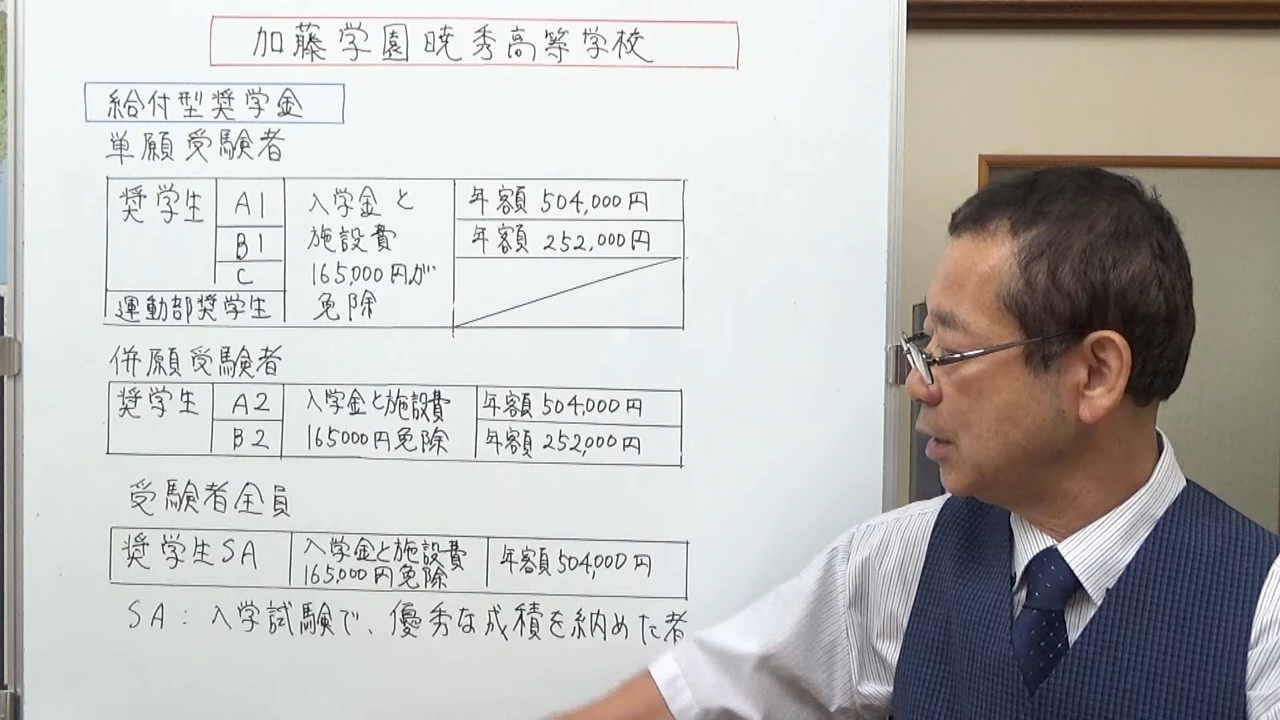 加藤学園暁秀高等学校
給付型奨学金
単願受験者
奨学生 A1 入学金と 年額 504,000円
B1 施設費 年額 252,000円
C 165,000円が
運動部奨学生 免除
併願受験者
奨学生 A2 入学金と施設費 年額 504,000円
B2 165000円免除 年額 252,000円
受験者全員
奨学生SA 入学金と施設費 年額 504,000円
165,000円免除
SA:入学試験で、優秀な成積を納めた者